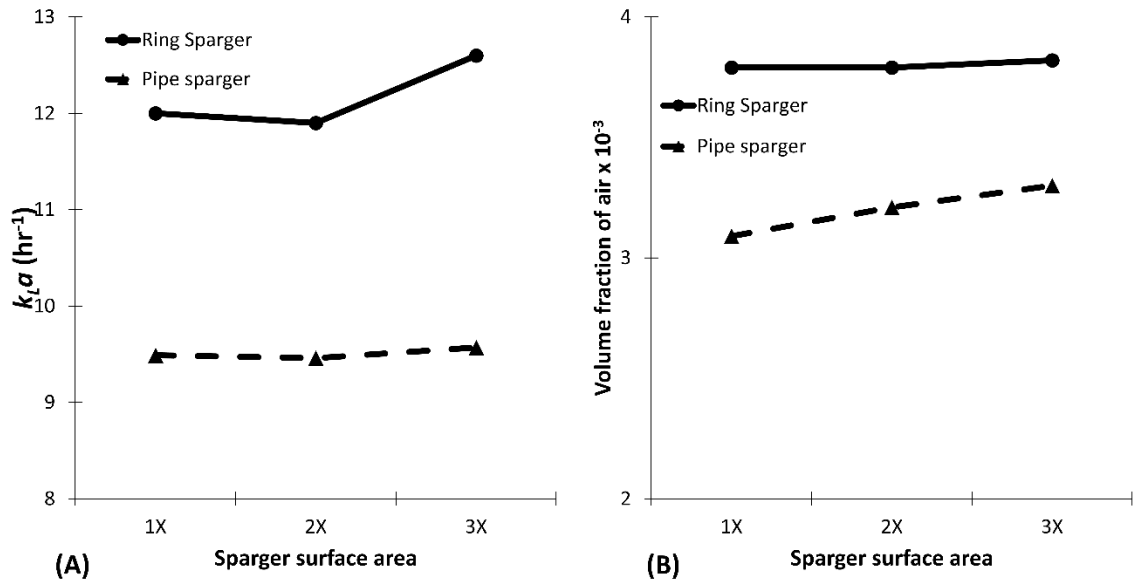 13
12
11
10
9
8
k_L a (hr⁻¹)
Ring Sparger
Pipe sparger
1X 2X 3X
Sparger surface area
(A)
4
3
2
Volume fraction of air x 10⁻³
Ring Sparger
Pipe sparger
1X 2X 3X
Sparger surface area
(B)